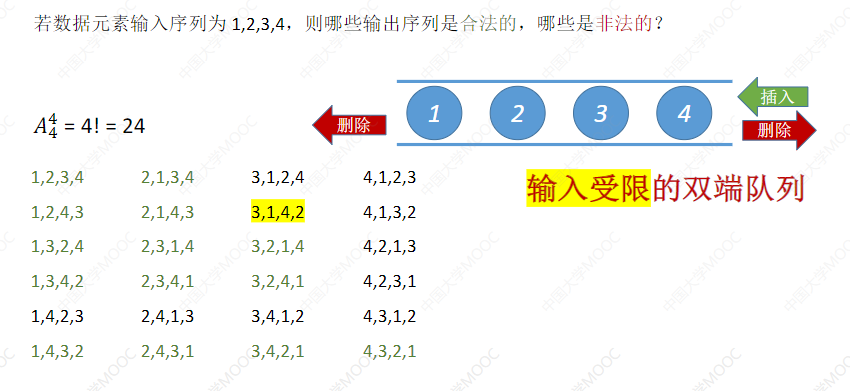 若数据元素输入序列为 1,2,3,4，则哪些输出序列是合法的，哪些是非法的？
插入
删除
1 2 3 4
删除
A₄⁴ = 4! = 24
输入受限的双端队列
1,2,3,4 2,1,3,4 3,1,2,4 4,1,2,3
1,2,4,3 2,1,4,3 3,1,4,2 4,1,3,2
1,3,2,4 2,3,1,4 3,2,1,4 4,2,1,3
1,3,4,2 2,3,4,1 3,2,4,1 4,2,3,1
1,4,2,3 2,4,1,3 3,4,1,2 4,3,1,2
1,4,3,2 2,4,3,1 3,4,2,1 4,3,2,1
中国大学MOOC